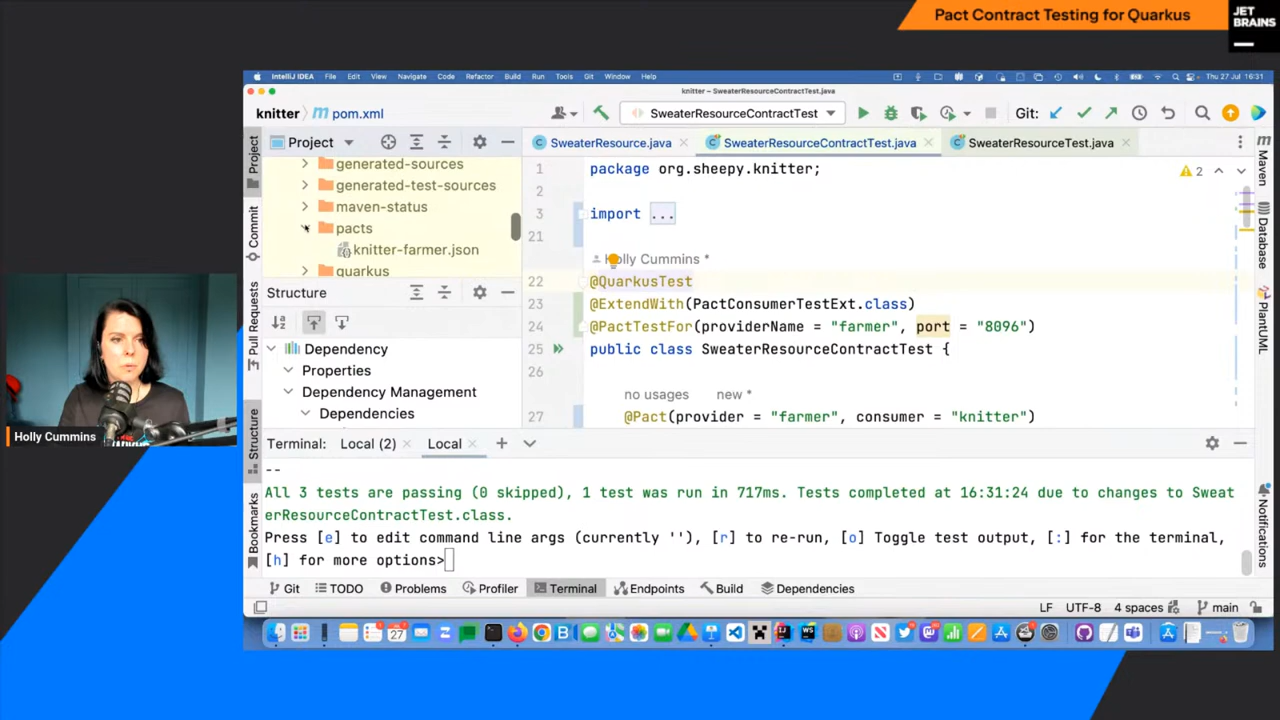 Pact Contract Testing for Quarkus
JET
BRAINS
IntelliJ IDEA File Edit View Navigate Code Refactor Build Run Tools Git Window Help
Thu 27 Jul 16:31
knitter – SweaterResourceContractTest.java
knitter
pom.xml
SweaterResourceContractTest
Git:
Project
SweaterResource.java
SweaterResourceContractTest.java
SweaterResourceTest.java
Project
Commit
Pull Requests
Structure
Bookmarks
generated-sources
generated-test-sources
maven-status
pacts
knitter-farmer.json
quarkus
Structure
Dependency
Properties
Dependency Management
Dependencies
1 package org.sheepy.knitter;
2
3 import ...
21
Holly Cummins *
22 @QuarkusTest
23 @ExtendWith(PactConsumerTestExt.class)
24 @PactTestFor(providerName = "farmer", port = "8096")
25 public class SweaterResourceContractTest {
26
no usages new *
27 @Pact(provider = "farmer", consumer = "knitter")
2
Maven
Database
PlantUML
Notifications
Holly Cummins
Terminal: Local (2) Local
--
All 3 tests are passing (0 skipped), 1 test was run in 717ms. Tests completed at 16:31:24 due to changes to Sweat
erResourceContractTest.class.
Press [e] to edit command line args (currently ''), [r] to re-run, [o] Toggle test output, [:] for the terminal,
[h] for more options>
Git TODO Problems Profiler Terminal Endpoints Build Dependencies
LF UTF-8 4 spaces main